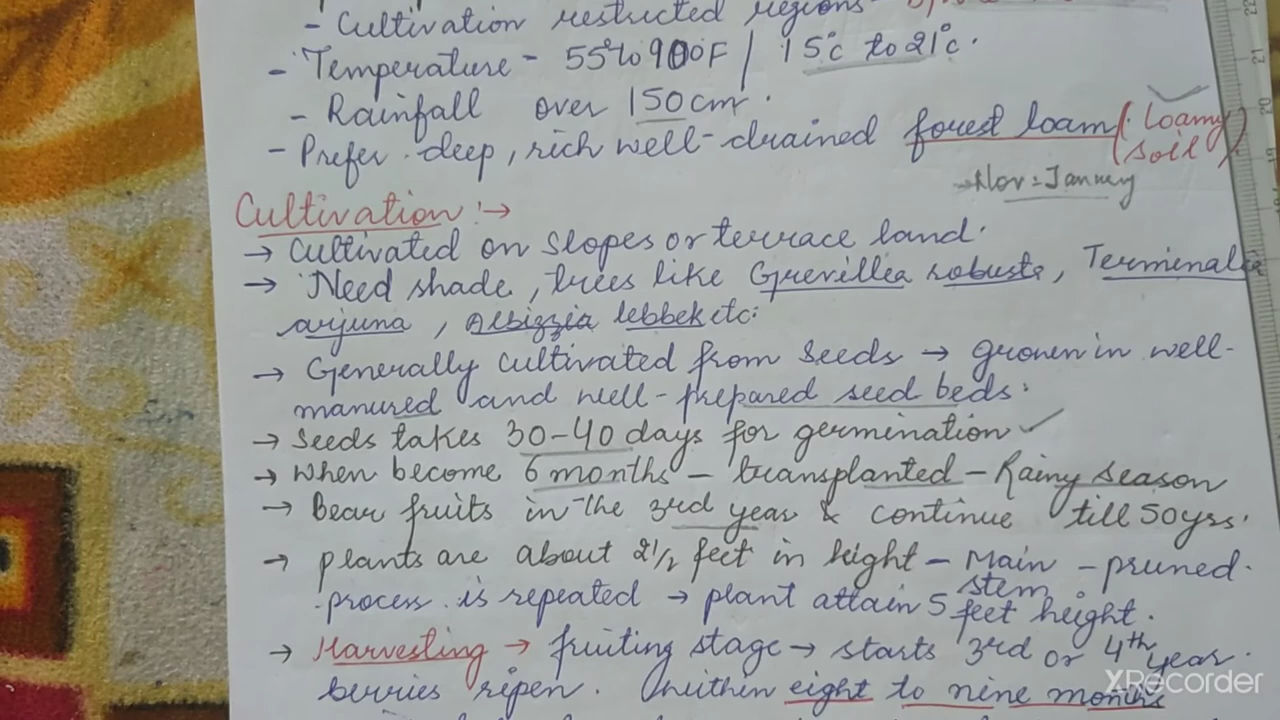 - Cultivation restricted regions-
- Temperature - 55° to 900°F / 15°c to 21°c.
- Rainfall over 150cm.
- Prefer deep, rich well-drained forest loam (Loamy soil)
→ Nov - January
Cultivation :→
→ Cultivated on slopes or terrace land.
→ Need shade, trees like Grevillea robusta, Terminalia
arjuna, Albizzia lebbek etc:
→ Generally cultivated from seeds → grown in well-
manured and well-prepared seed beds.
→ Seeds takes 30-40 days for germination ✓
→ When become 6 months - transplanted - Rainy season
→ Bear fruits in the 3rd year & continue till 50yrs.
→ plants are about 2 1/2 feet in hight - Main stem - pruned.
process is repeated → plant attain 5 feet height.
→ Harvesting → fruiting stage → starts 3rd or 4th year.
berries ripen. within eight to nine months
XRecorder